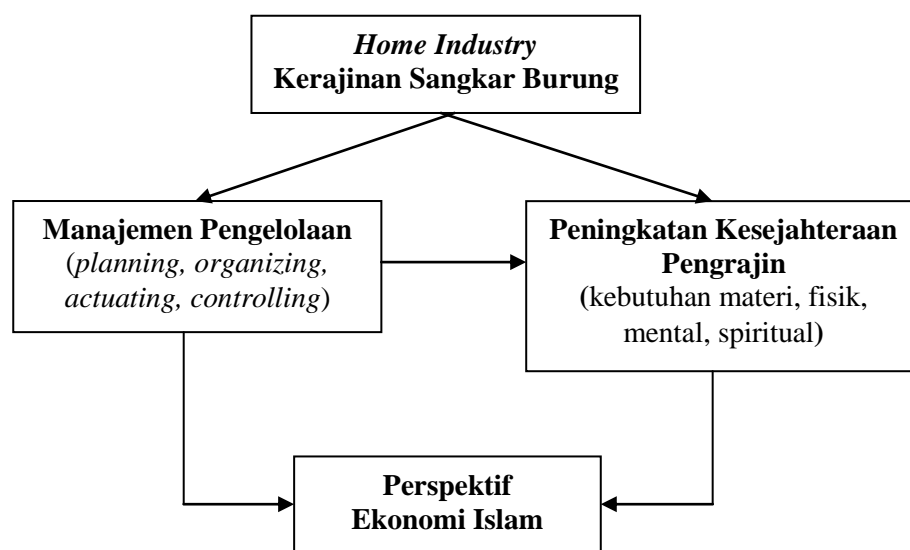 Home Industry
Kerajinan Sangkar Burung
Manajemen Pengelolaan
(planning, organizing,
actuating, controlling)
Peningkatan Kesejahteraan
Pengrajin
(kebutuhan materi, fisik,
mental, spiritual)
Perspektif
Ekonomi Islam